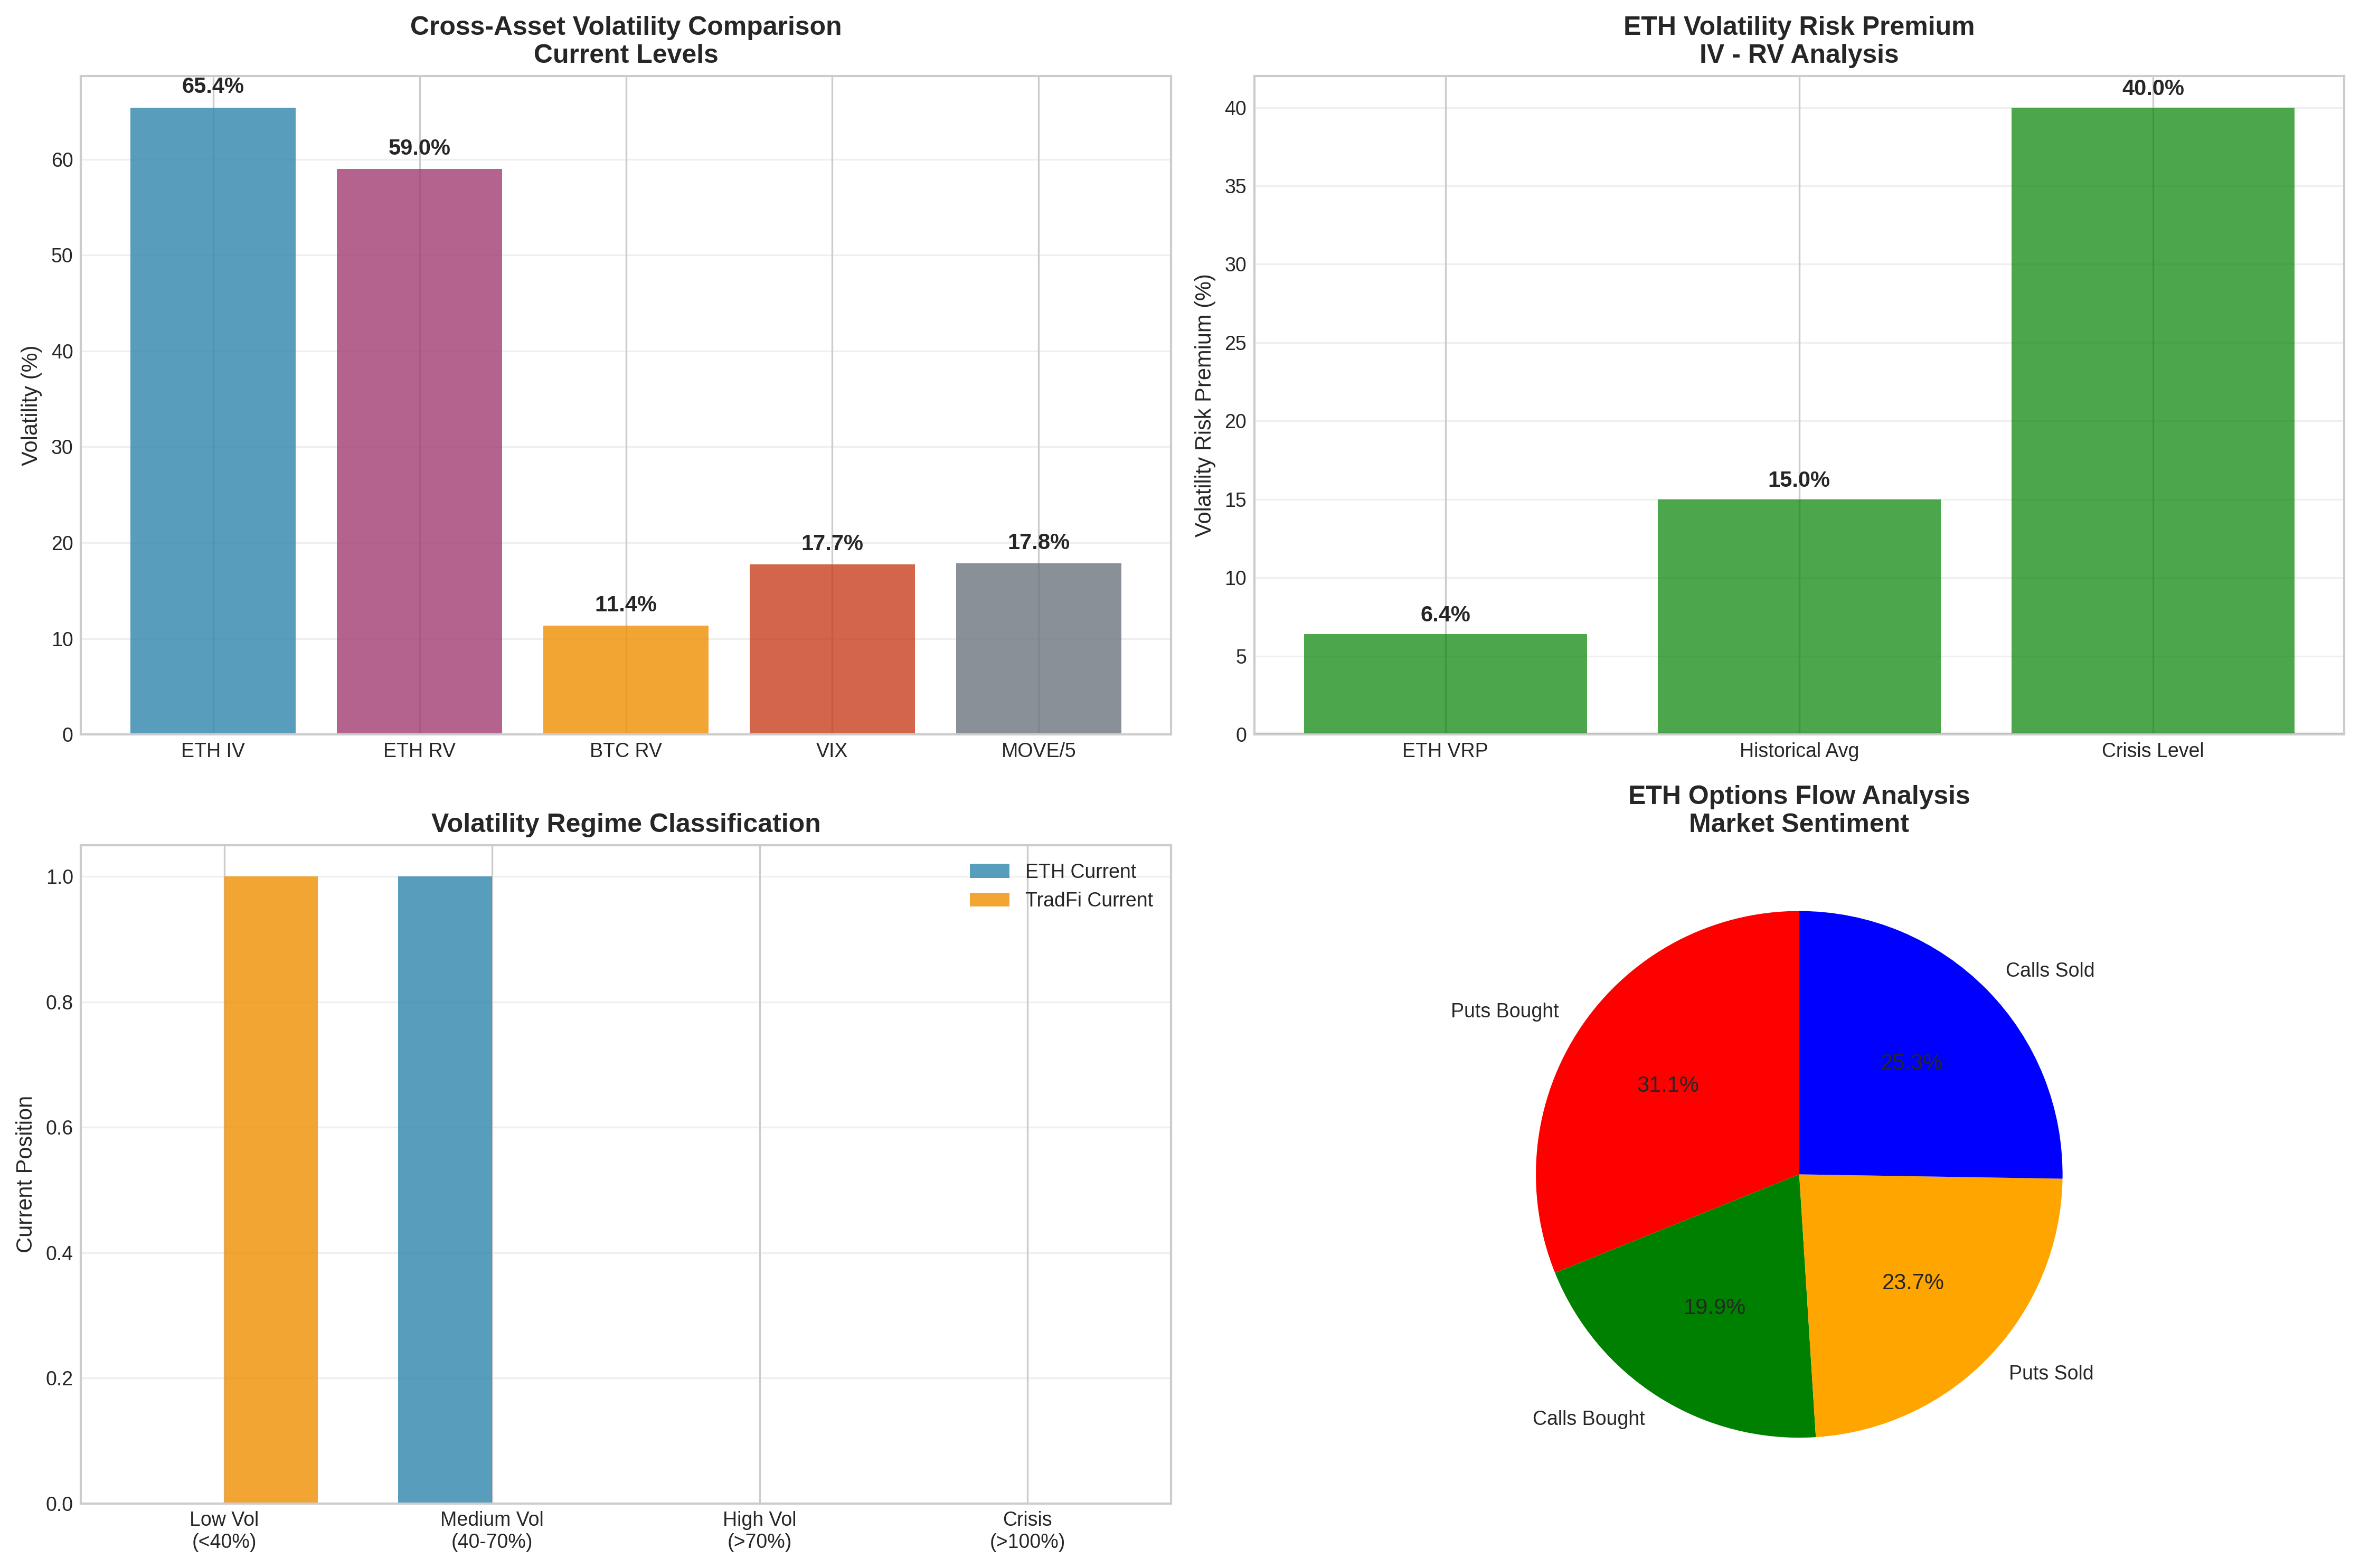 Cross-Asset Volatility Comparison
Current Levels
Volatility (%)
60
50
40
30
20
10
0
65.4%
59.0%
11.4%
17.7%
17.8%
ETH IV
ETH RV
BTC RV
VIX
MOVE/5
ETH Volatility Risk Premium
IV - RV Analysis
Volatility Risk Premium (%)
40
35
30
25
20
15
10
5
0
6.4%
15.0%
40.0%
ETH VRP
Historical Avg
Crisis Level
Volatility Regime Classification
Current Position
1.0
0.8
0.6
0.4
0.2
0.0
ETH Current
TradFi Current
Low Vol
(<40%)
Medium Vol
(40-70%)
High Vol
(>70%)
Crisis
(>100%)
ETH Options Flow Analysis
Market Sentiment
Calls Sold
25.3%
Puts Bought
31.1%
23.7%
19.9%
Puts Sold
Calls Bought